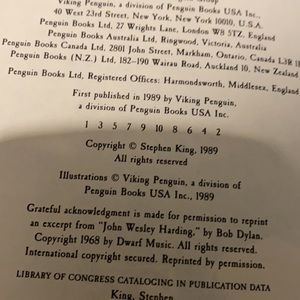 Viking Penguin, a division of Penguin Books USA Inc.,
40 West 23rd Street, New York, New York 10010, U.S.A.
Penguin Books Ltd, 27 Wrights Lane, London W8 5TZ, England
Penguin Books Australia Ltd, Ringwood, Victoria, Australia
Penguin Books Canada Ltd, 2801 John Street, Markham, Ontario, Canada L3R
Penguin Books (N.Z.) Ltd, 182–190 Wairau Road, Auckland 10, New Zealand
Penguin Books Ltd, Registered Offices: Harmondsworth, Middlesex, England
First published in 1989 by Viking Penguin,
a division of Penguin Books USA Inc.
1 3 5 7 9 10 8 6 4 2
Copyright © Stephen King, 1989
All rights reserved
Illustrations © Viking Penguin, a division of
Penguin Books USA Inc., 1989
Grateful acknowledgment is made for permission to reprint
an excerpt from "John Wesley Harding," by Bob Dylan.
Copyright 1968 by Dwarf Music. All rights reserved.
International copyright secured. Reprinted by permission.
LIBRARY OF CONGRESS CATALOGING IN PUBLICATION DATA
King, Stephen